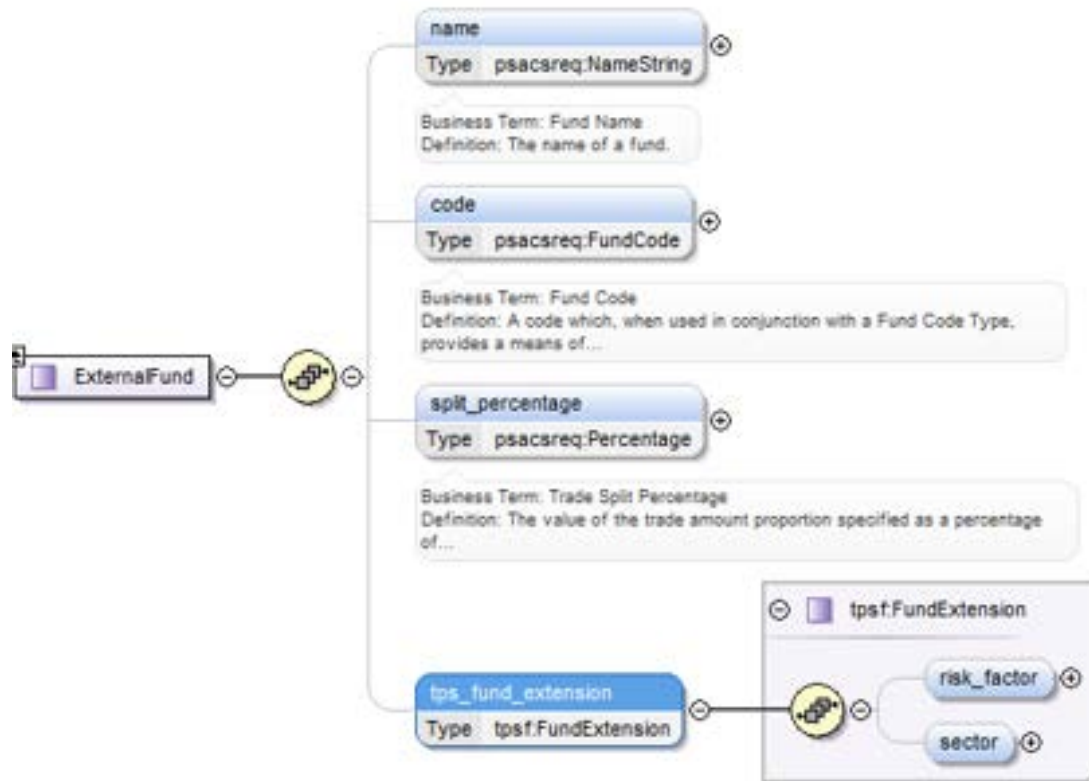 name
Type psacsreq:NameString
Business Term: Fund Name
Definition: The name of a fund.
code
Type psacsreq:FundCode
Business Term: Fund Code
Definition: A code which, when used in conjunction with a Fund Code Type,
provides a means of...
ExternalFund
split_percentage
Type psacsreq:Percentage
Business Term: Trade Split Percentage
Definition: The value of the trade amount proportion specified as a percentage
of...
tpsf:FundExtension
risk_factor
tps_fund_extension
Type tpsf:FundExtension
sector